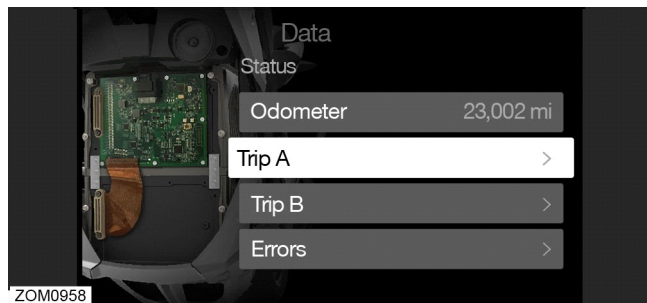 Data
Status
Odometer 23,002 mi
Trip A
Trip B
Errors
ZOM0958